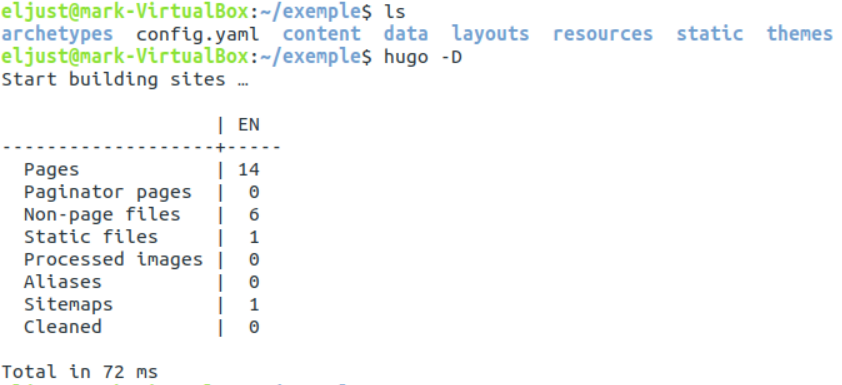 eljust@mark-VirtualBox:~/exemple$ ls
archetypes  config.yaml  content  data  layouts  resources  static  themes
eljust@mark-VirtualBox:~/exemple$ hugo -D
Start building sites …
                   | EN
-------------------+-----
  Pages            | 14
  Paginator pages  |  0
  Non-page files   |  6
  Static files     |  1
  Processed images |  0
  Aliases          |  0
  Sitemaps         |  1
  Cleaned          |  0
Total in 72 ms